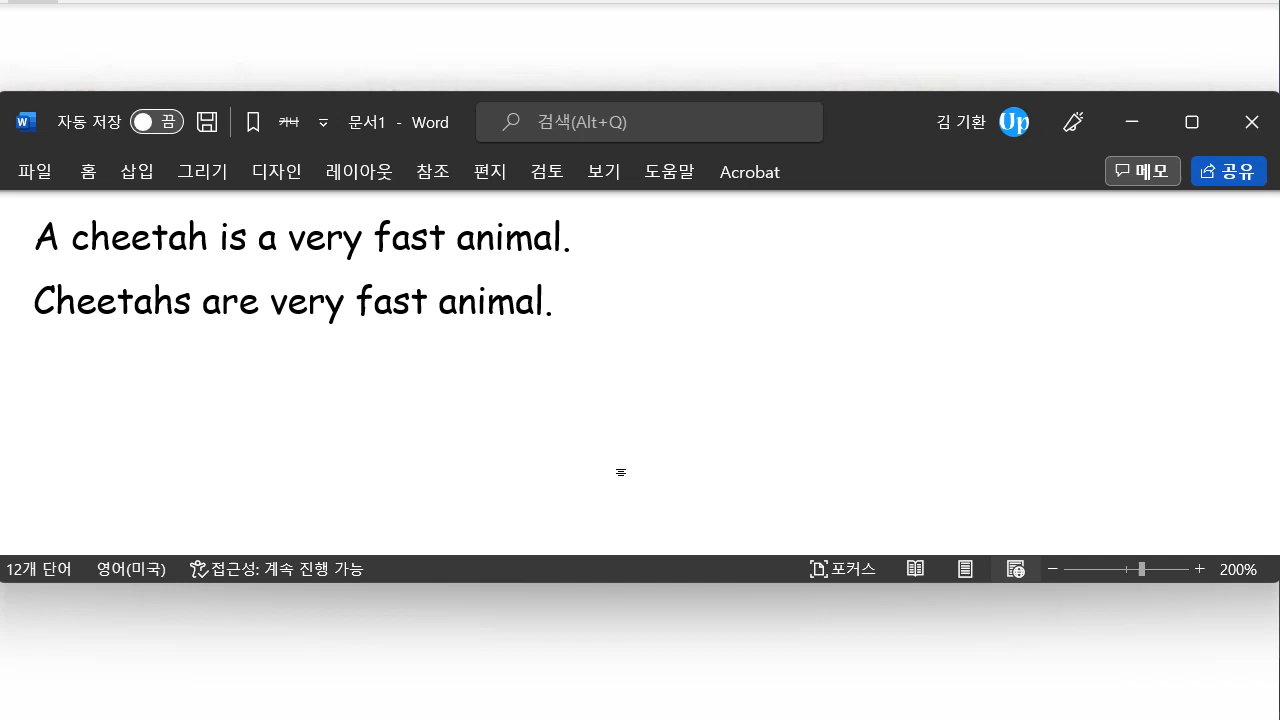 자동 저장 끔 가나 문서1 - Word 검색(Alt+Q) 김 기환 Up
파일 홈 삽입 그리기 디자인 레이아웃 참조 편지 검토 보기 도움말 Acrobat 메모 공유
A cheetah is a very fast animal.
Cheetahs are very fast animal.
12개 단어 영어(미국) 접근성: 계속 진행 가능 포커스 200%